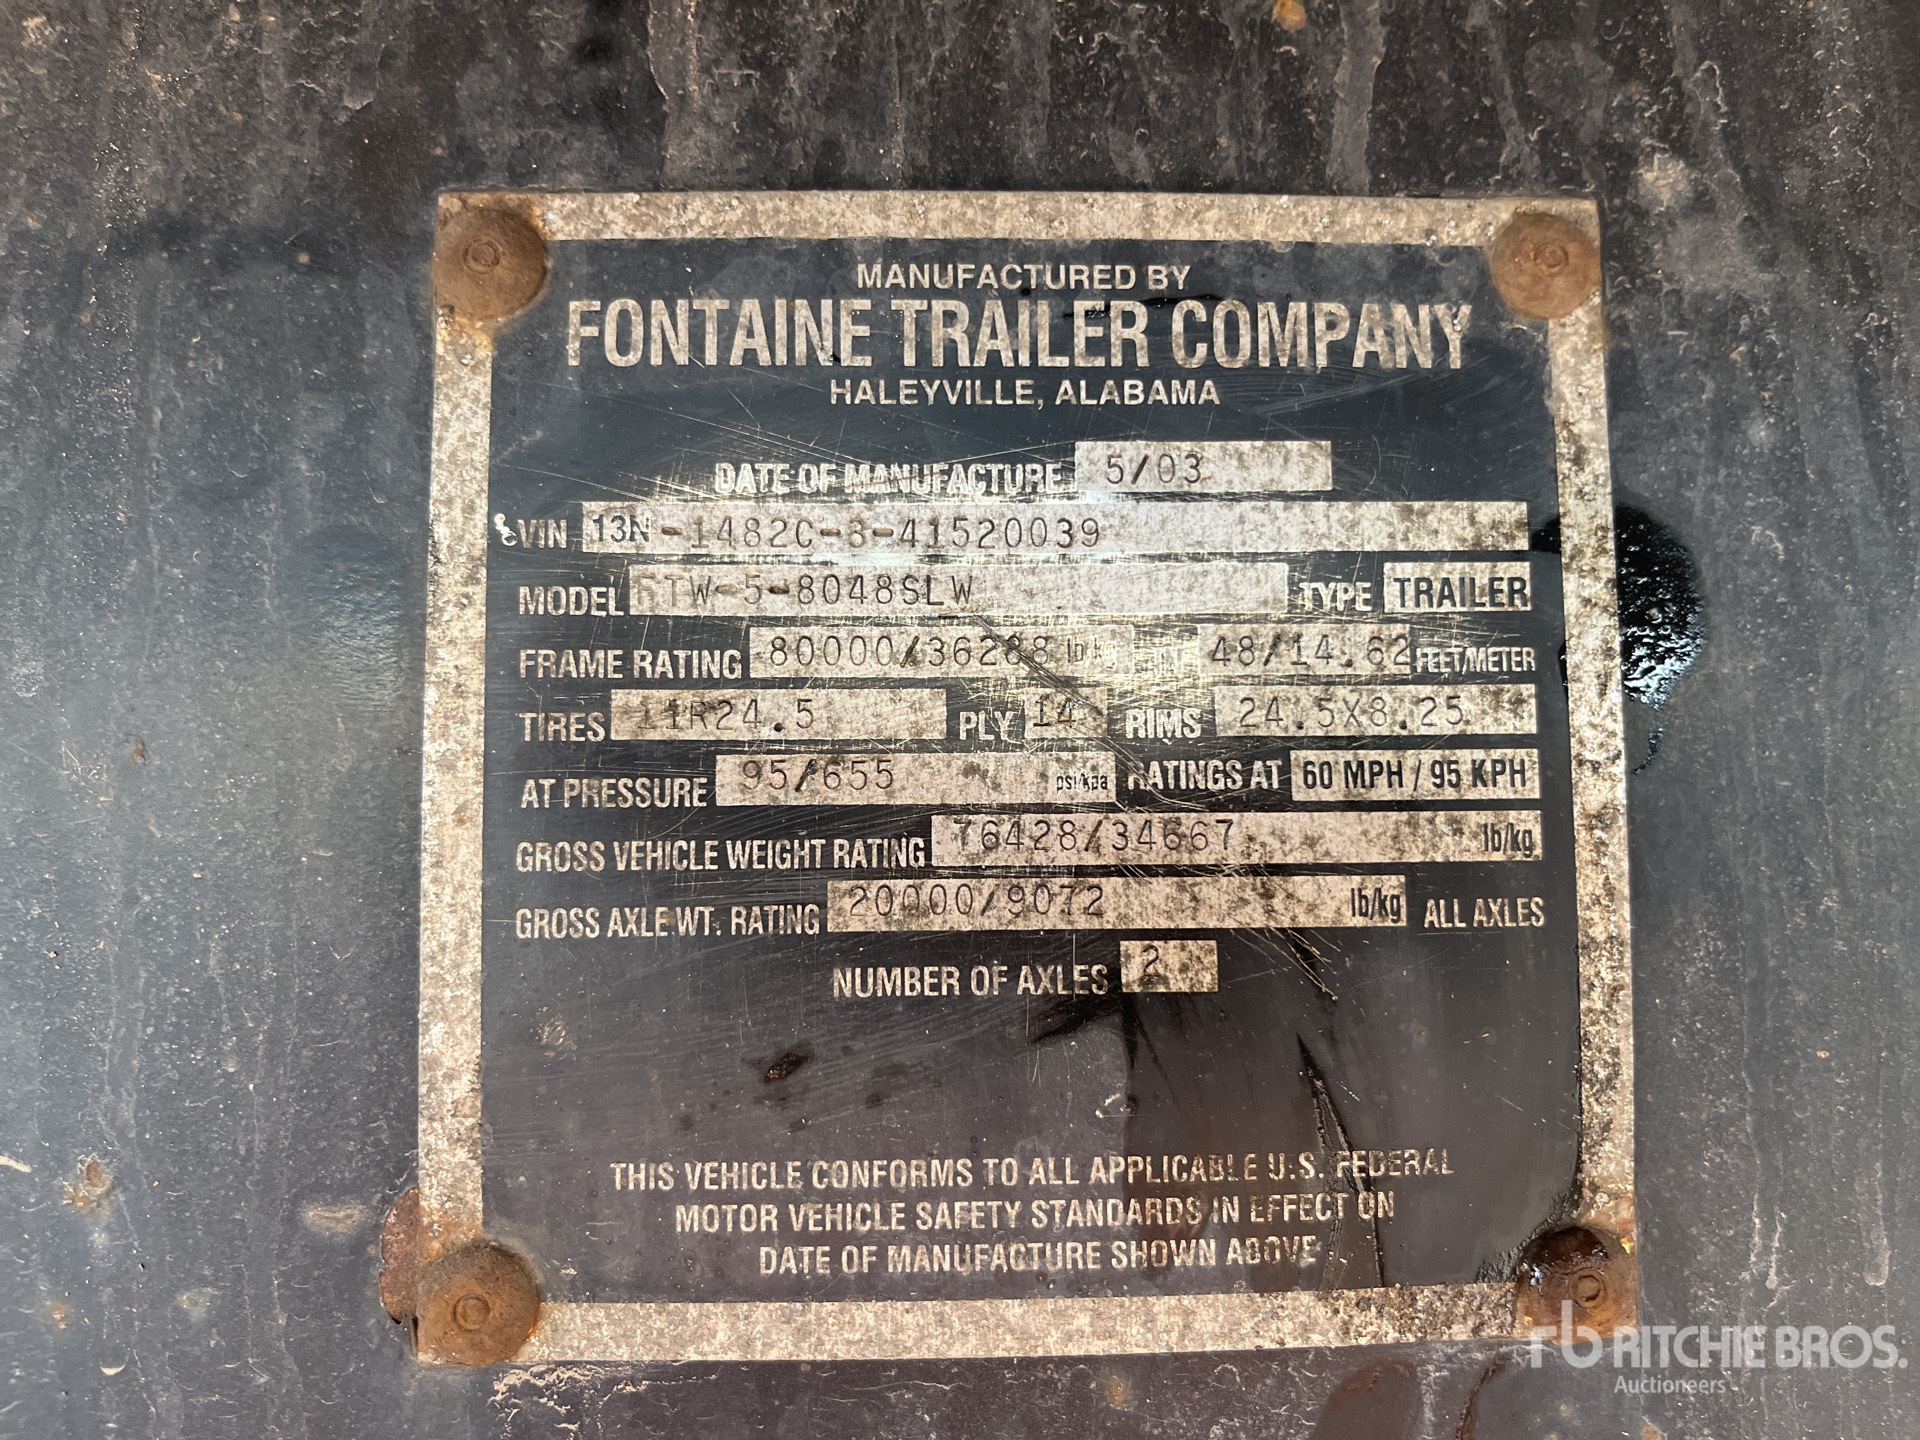 MANUFACTURED BY
FONTAINE TRAILER COMPANY
HALEYVILLE, ALABAMA
DATE OF MANUFACTURE 5/03
VIN 13N-1482C-3-41520039
MODEL FTW-5-8048SLW TYPE TRAILER
FRAME RATING 80000/36288 lb/kg 48/14.62 FEET/METER
TIRES 11R24.5 PLY 14 RIMS 24.5X8.25
AT PRESSURE 95/655 psi/kpa RATINGS AT 60 MPH / 95 KPH
GROSS VEHICLE WEIGHT RATING 76428/34667 lb/kg
GROSS AXLE WT. RATING 20000/9072 lb/kg ALL AXLES
NUMBER OF AXLES 2
THIS VEHICLE CONFORMS TO ALL APPLICABLE U.S. FEDERAL
MOTOR VEHICLE SAFETY STANDARDS IN EFFECT ON
DATE OF MANUFACTURE SHOWN ABOVE
rb RITCHIE BROS.
Auctioneers